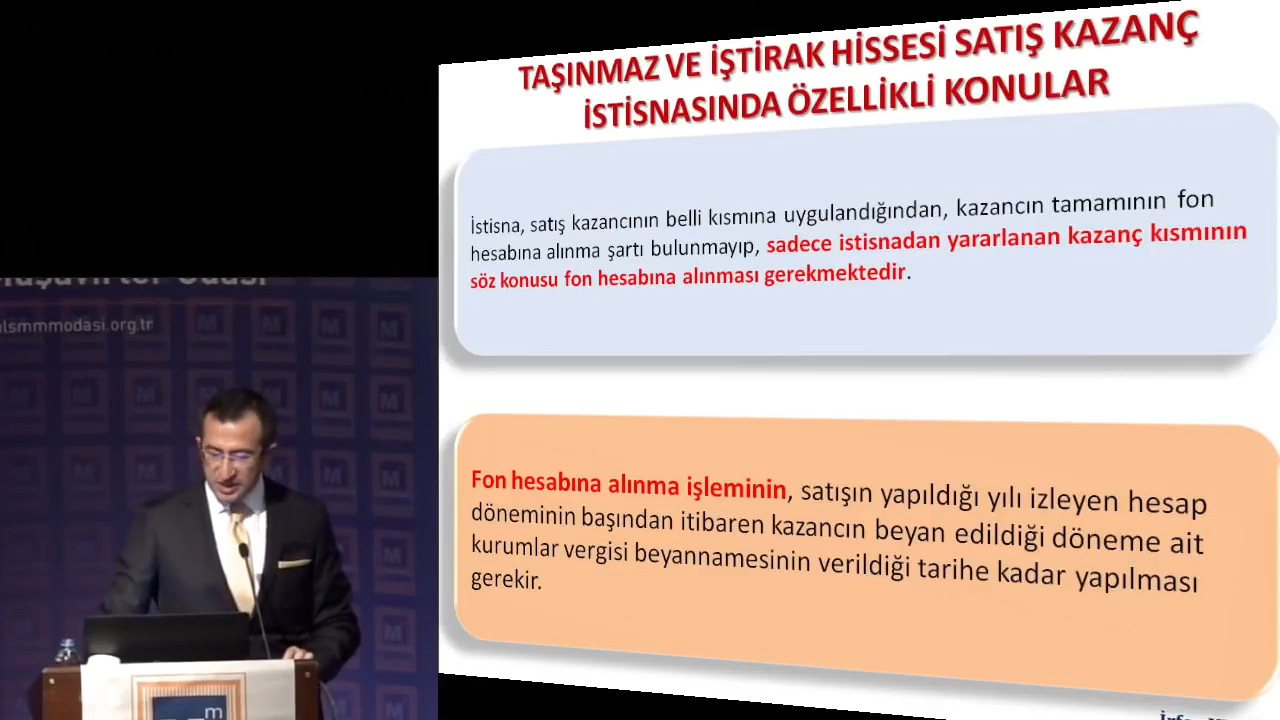 TAŞINMAZ VE İŞTİRAK HİSSESİ SATIŞ KAZANÇ
İSTİSNASINDA ÖZELLİKLİ KONULAR
İstisna, satış kazancının belli kısmına uygulandığından, kazancın tamamının fon
hesabına alınma şartı bulunmayıp, sadece istisnadan yararlanan kazanç kısmının
söz konusu fon hesabına alınması gerekmektedir.
Fon hesabına alınma işleminin, satışın yapıldığı yılı izleyen hesap
döneminin başından itibaren kazancın beyan edildiği döneme ait
kurumlar vergisi beyannamesinin verildiği tarihe kadar yapılması
gerekir.
Odası
lsmmmodasi.org.tr
M M M M
M
M
M
m